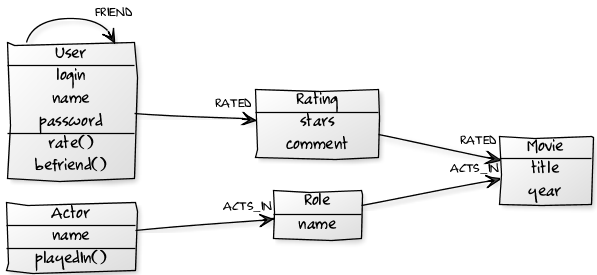 FRIEND
User
login
name
password
rate()
befriend()
RATED
Rating
stars
comment
RATED
ACTS_IN
Movie
title
year
Actor
name
playedIn()
ACTS_IN
Role
name